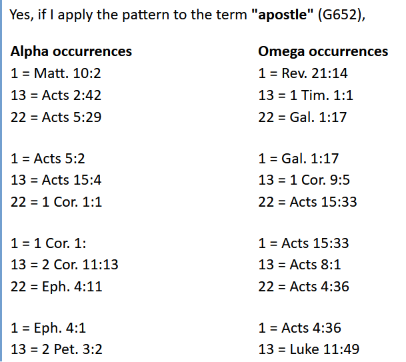 Yes, if I apply the pattern to the term "apostle" (G652),
Alpha occurrences Omega occurrences
1 = Matt. 10:2 1 = Rev. 21:14
13 = Acts 2:42 13 = 1 Tim. 1:1
22 = Acts 5:29 22 = Gal. 1:17
1 = Acts 5:2 1 = Gal. 1:17
13 = Acts 15:4 13 = 1 Cor. 9:5
22 = 1 Cor. 1:1 22 = Acts 15:33
1 = 1 Cor. 1: 1 = Acts 15:33
13 = 2 Cor. 11:13 13 = Acts 8:1
22 = Eph. 4:11 22 = Acts 4:36
1 = Eph. 4:1 1 = Acts 4:36
13 = 2 Pet. 3:2 13 = Luke 11:49